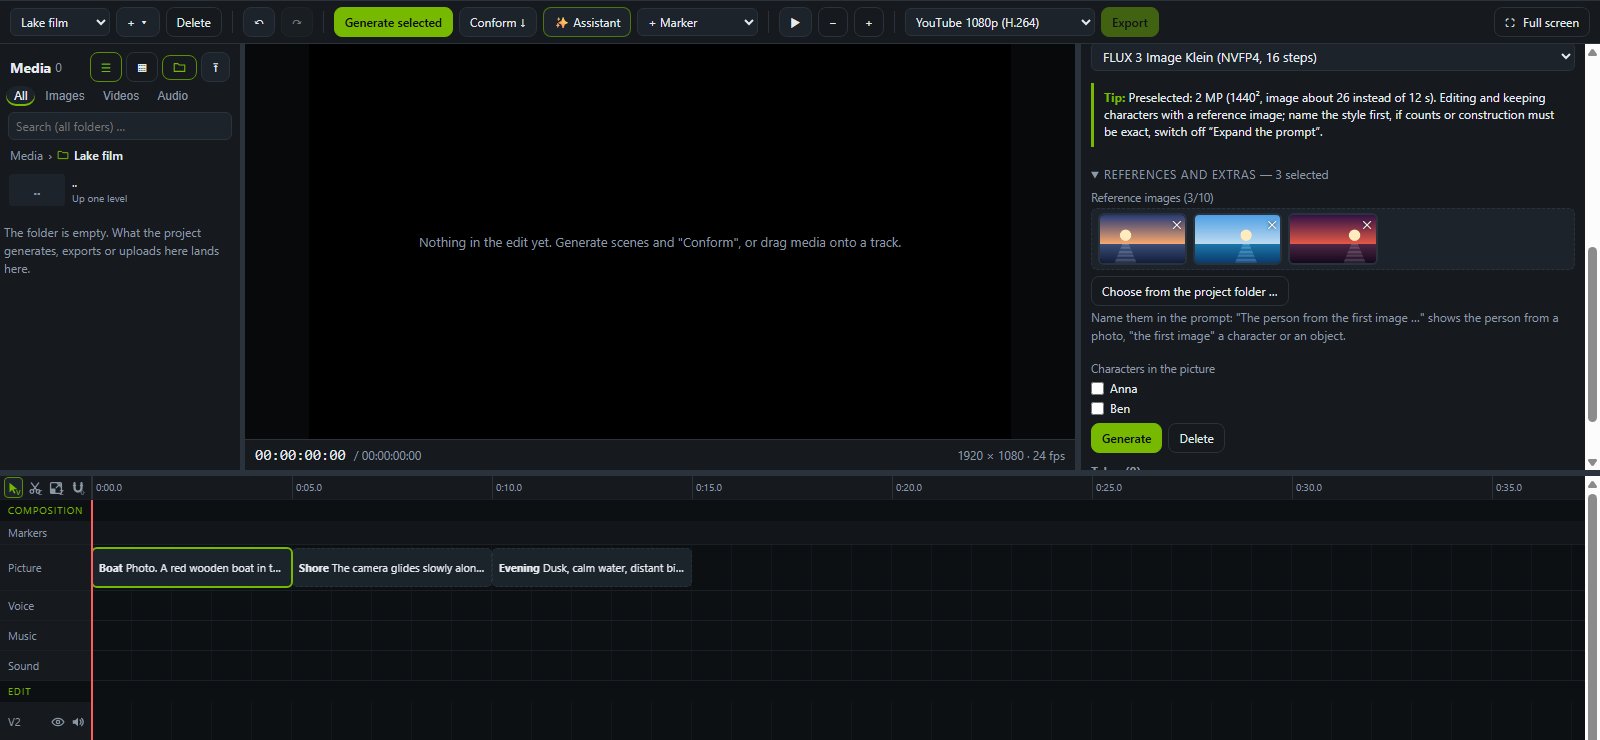 Lake film
+
Delete
Generate selected
Conform ↓
✨ Assistant
+ Marker
−
+
YouTube 1080p (H.264)
Export
Full screen
Media 0
All
Images
Videos
Audio
Search (all folders) ...
Media › Lake film
..
..
Up one level
The folder is empty. What the project
generates, exports or uploads here lands
here.
Nothing in the edit yet. Generate scenes and "Conform", or drag media onto a track.
00:00:00:00 / 00:00:00:00
1920 × 1080 · 24 fps
FLUX 3 Image Klein (NVFP4, 16 steps)
Tip: Preselected: 2 MP (1440², image about 26 instead of 12 s). Editing and keeping
characters with a reference image; name the style first, if counts or construction must
be exact, switch off "Expand the prompt".
▼ REFERENCES AND EXTRAS — 3 selected
Reference images (3/10)
Choose from the project folder ...
Name them in the prompt: "The person from the first image ..." shows the person from a
photo, "the first image" a character or an object.
Characters in the picture
Anna
Ben
Generate
Delete
0:00.0
0:05.0
0:10.0
0:15.0
0:20.0
0:25.0
0:30.0
0:35.0
COMPOSITION
Markers
Picture
Boat Photo. A red wooden boat in t...
Shore The camera glides slowly alon...
Evening Dusk, calm water, distant bi...
Voice
Music
Sound
EDIT
V2